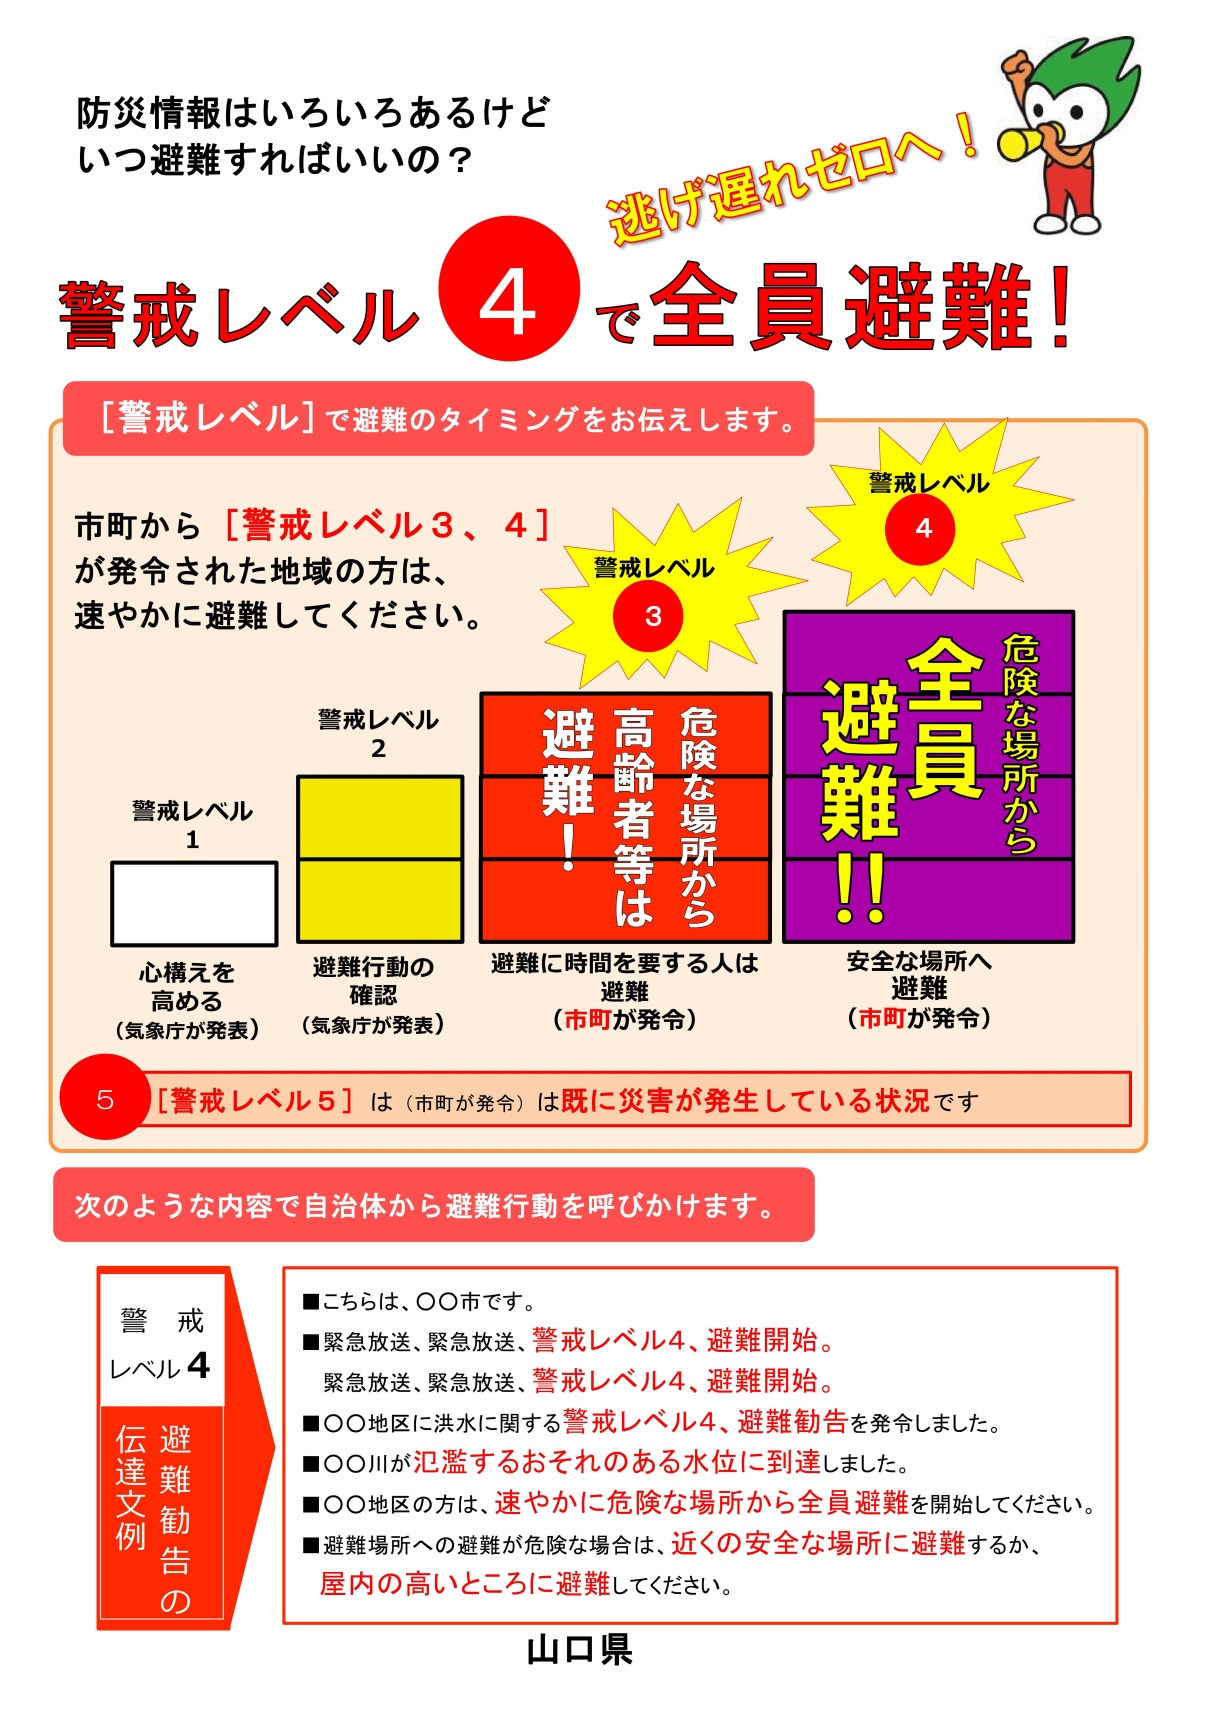 防災情報はいろいろあるけど
いつ避難すればいいの？
逃げ遅れゼロへ！
警戒レベル４で全員避難！
［警戒レベル］で避難のタイミングをお伝えします。
市町から［警戒レベル３、４］
が発令された地域の方は、
速やかに避難してください。
警戒レベル
1
心構えを
高める
（気象庁が発表）
警戒レベル
2
避難行動の
確認
（気象庁が発表）
警戒レベル
3
危険な場所から
高齢者等は
避難！
避難に時間を要する人は
避難
（市町が発令）
警戒レベル
4
危険な場所から
全員
避難！！
安全な場所へ
避難
（市町が発令）
5
［警戒レベル５］は（市町が発令）は既に災害が発生している状況です
次のような内容で自治体から避難行動を呼びかけます。
警　戒
レベル４
避難勧告の
伝達文例
■こちらは、〇〇市です。
■緊急放送、緊急放送、警戒レベル4、避難開始。
緊急放送、緊急放送、警戒レベル4、避難開始。
■〇〇地区に洪水に関する警戒レベル4、避難勧告を発令しました。
■〇〇川が氾濫するおそれのある水位に到達しました。
■〇〇地区の方は、速やかに危険な場所から全員避難を開始してください。
■避難場所への避難が危険な場合は、近くの安全な場所に避難するか、
屋内の高いところに避難してください。
山口県